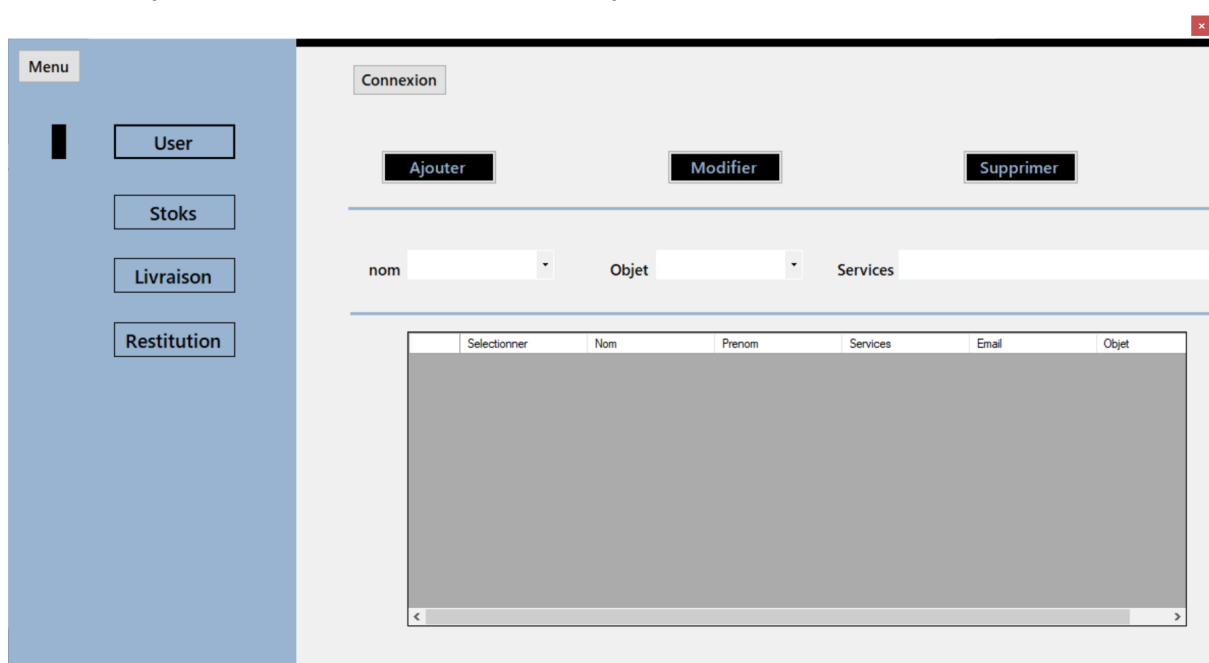 Menu
Connexion
User
Ajouter Modifier Supprimer
Stoks
nom Objet Services
Livraison
Restitution
Selectionner Nom Prenom Services Email Objet